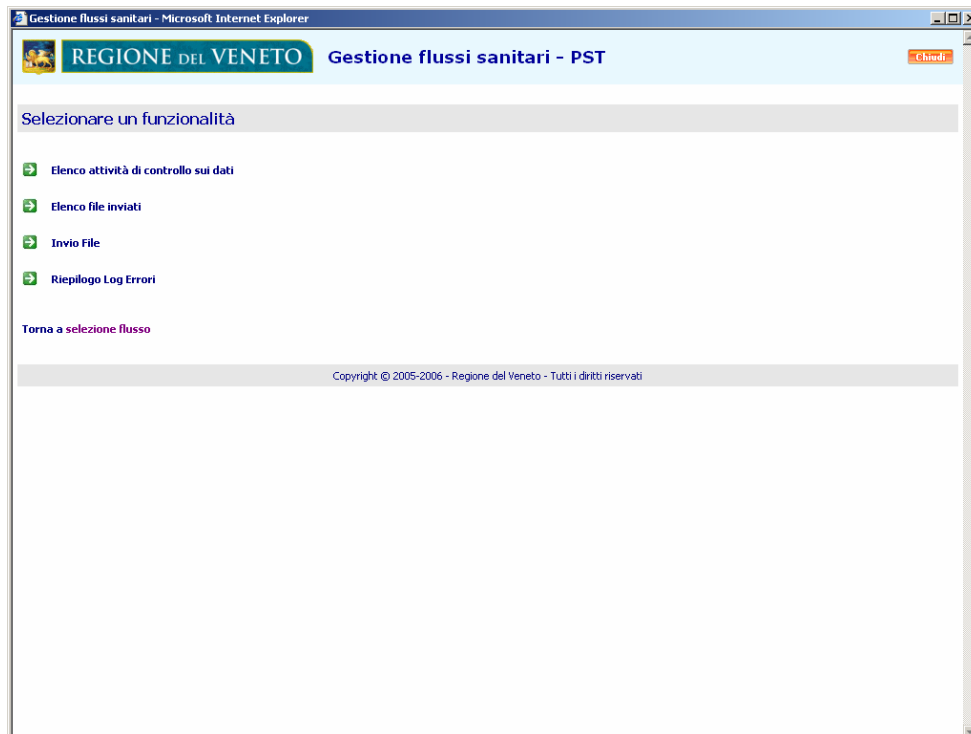 Gestione flussi sanitari - Microsoft Internet Explorer
REGIONE DEL VENETO Gestione flussi sanitari - PST Chiudi
Selezionare un funzionalità
Elenco attività di controllo sui dati
Elenco file inviati
Invio File
Riepilogo Log Errori
Torna a selezione flusso
Copyright © 2005-2006 - Regione del Veneto - Tutti i diritti riservati